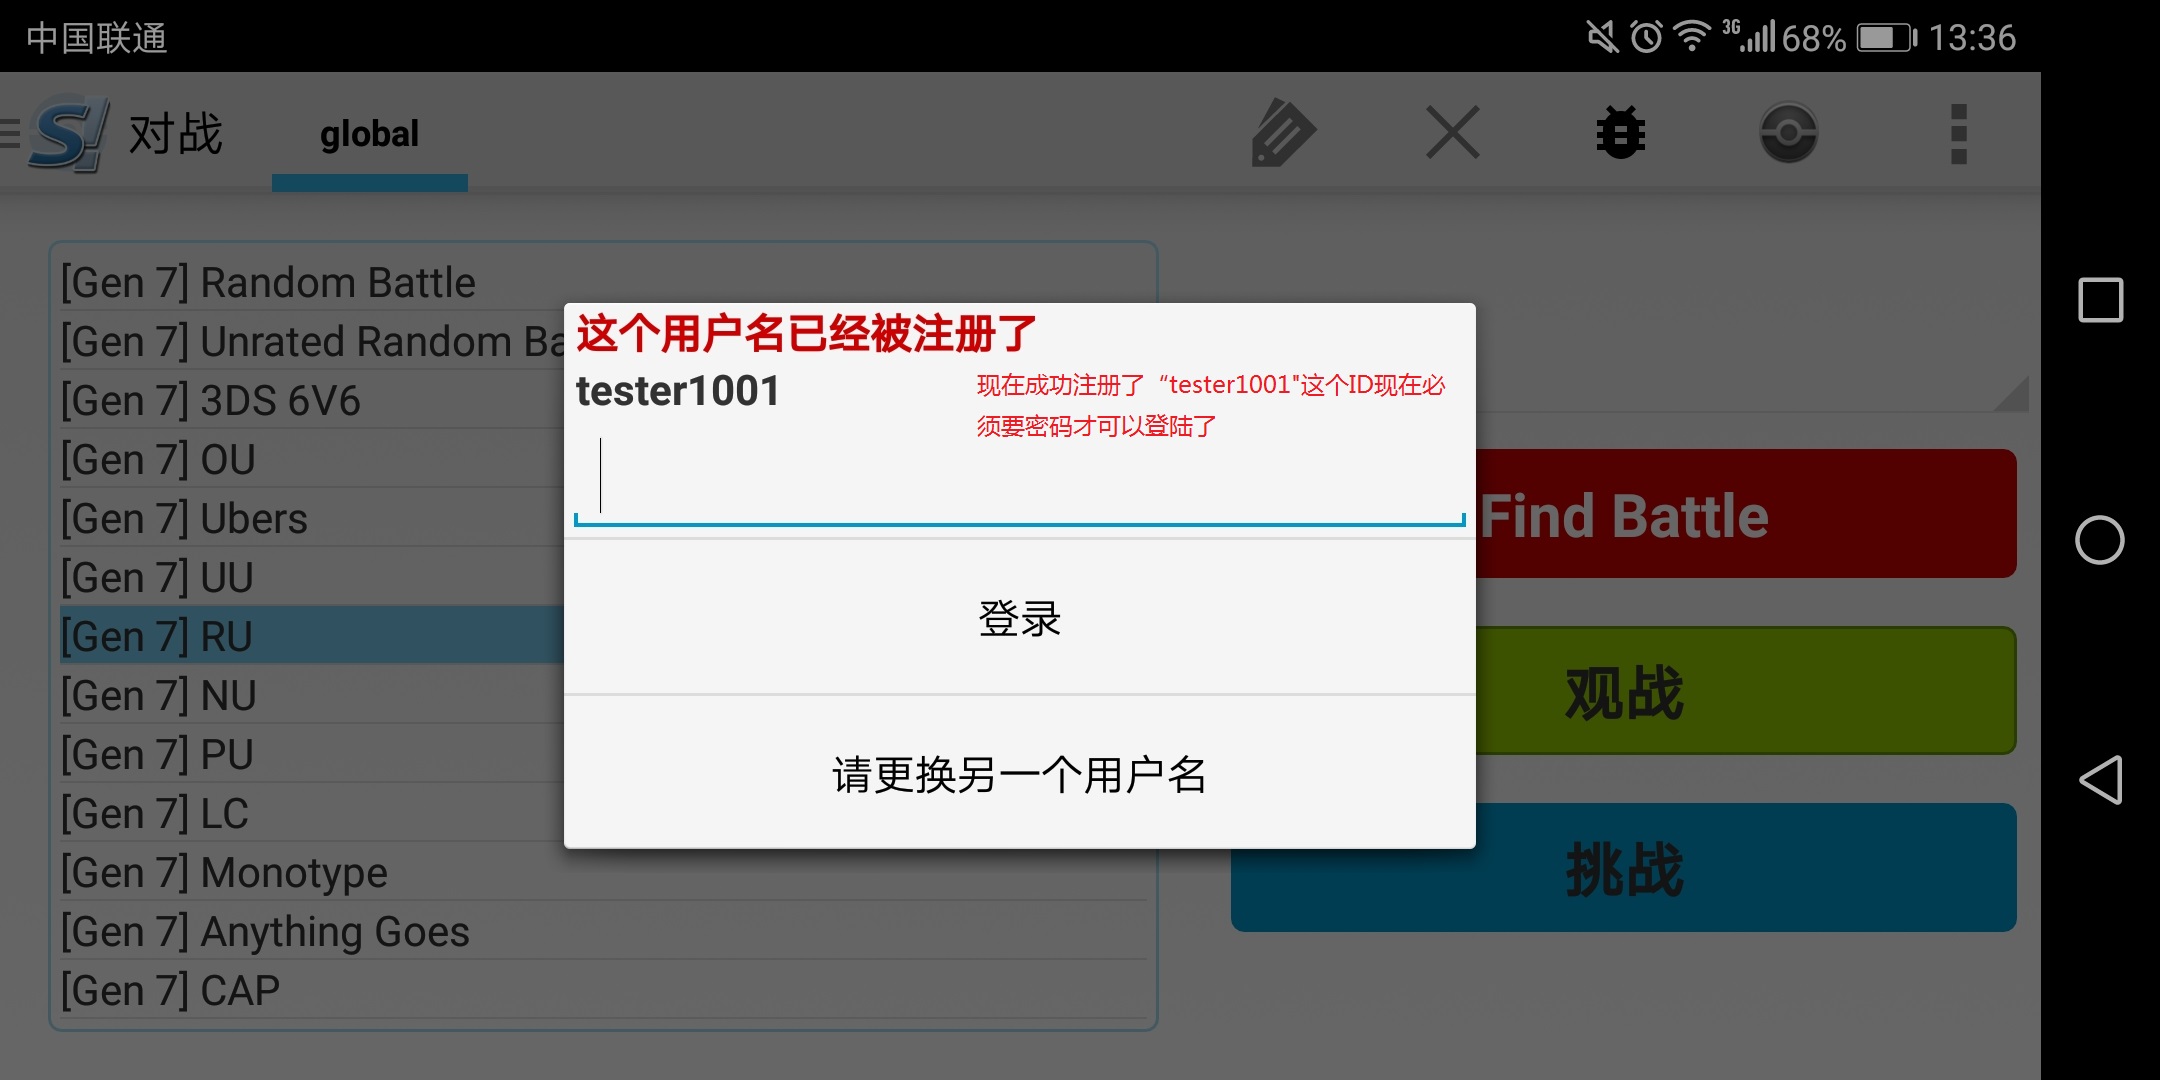 中国联通
3G 68% 13:36
S! 对战 global
[Gen 7] Random Battle
[Gen 7] Unrated Random Ba
[Gen 7] 3DS 6V6
[Gen 7] OU
[Gen 7] Ubers
[Gen 7] UU
[Gen 7] RU
[Gen 7] NU
[Gen 7] PU
[Gen 7] LC
[Gen 7] Monotype
[Gen 7] Anything Goes
[Gen 7] CAP
这个用户名已经被注册了
tester1001
现在成功注册了“tester1001"这个ID现在必
须要密码才可以登陆了
登录
请更换另一个用户名
Find Battle
观战
挑战